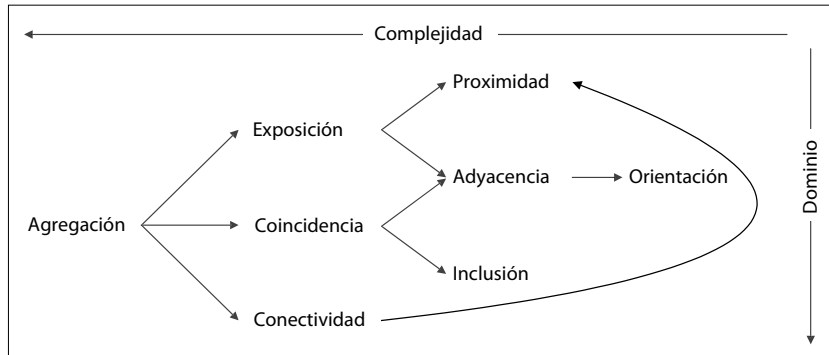 Complejidad
Proximidad
Exposición
Adyacencia
Orientación
Dominio
Agregación
Coincidencia
Inclusión
Conectividad